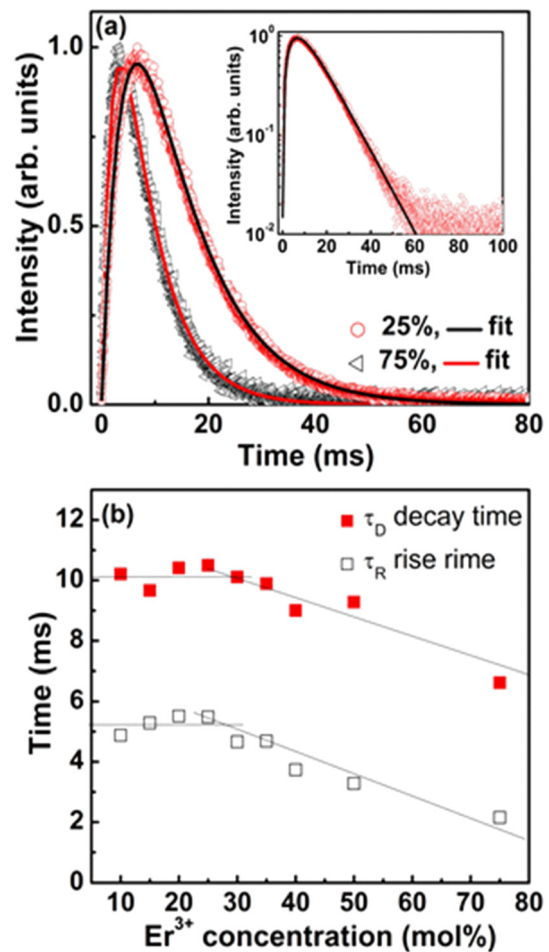 (a)
1.0
0.5
0.0
Intensity (arb. units)
0 20 40 60 80
Time (ms)
10⁰
10⁻¹
10⁻²
Intensity (arb. units)
0 20 40 60 80 100
Time (ms)
25%, fit
75%, fit
(b)
12
10
8
6
4
2
0
Time (ms)
τD decay time
τR rise rime
10 20 30 40 50 60 70 80
Er³⁺ concentration (mol%)